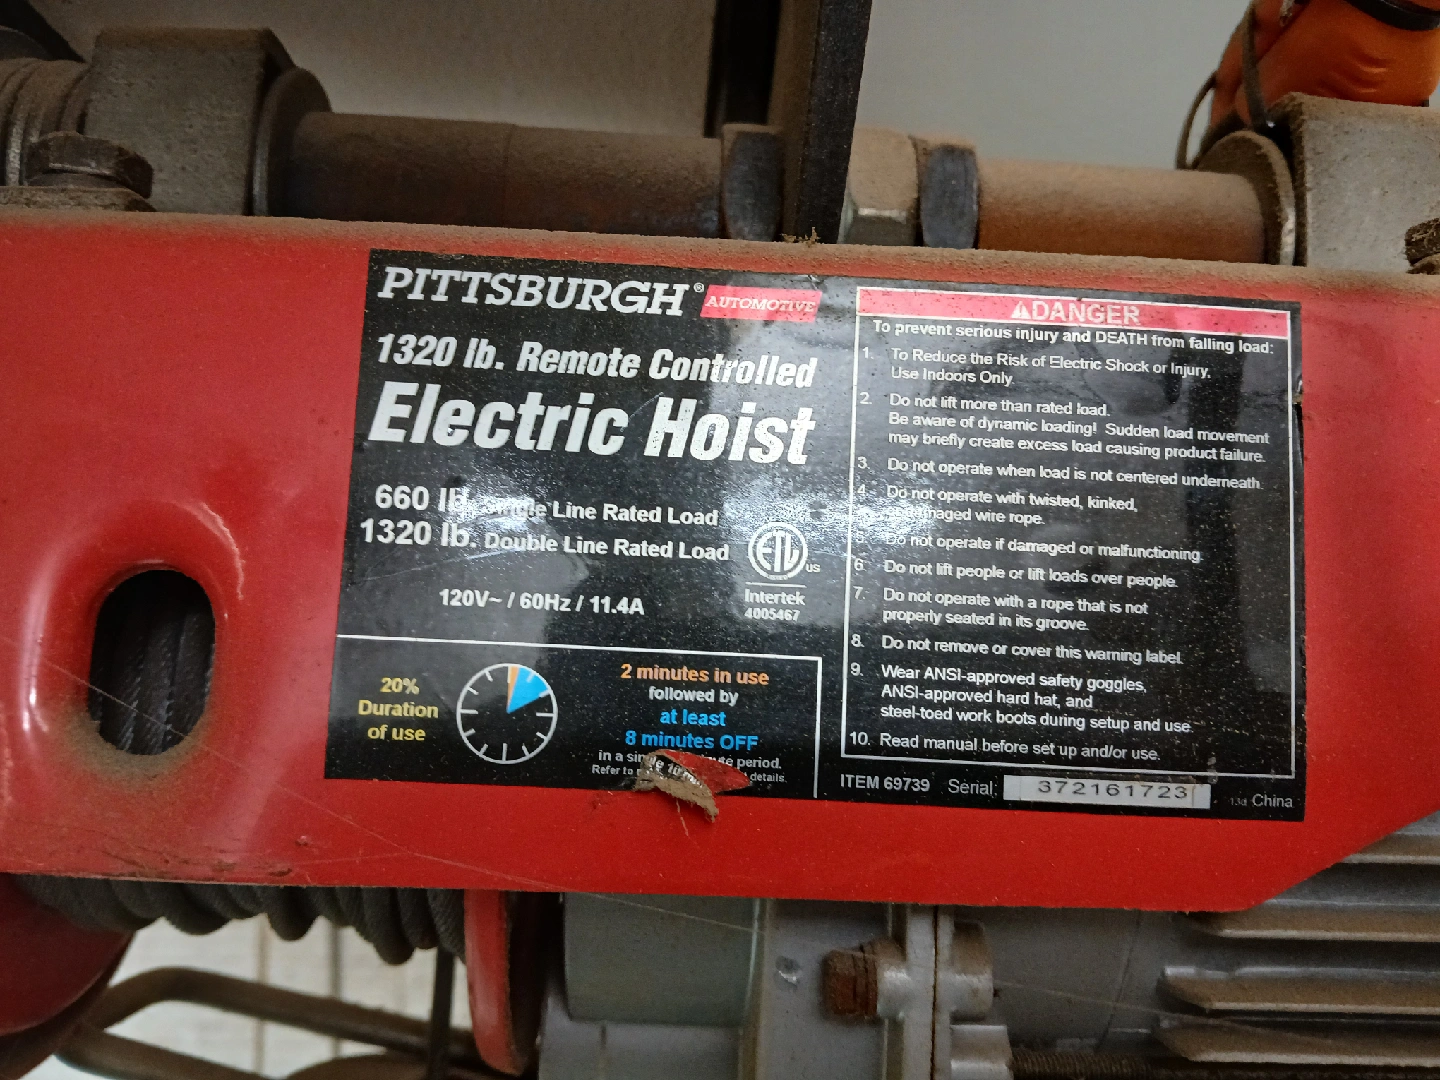 PITTSBURGH® AUTOMOTIVE
1320 lb. Remote Controlled
Electric Hoist
660 lb. Single Line Rated Load
1320 lb. Double Line Rated Load
ETL us
Intertek
4005467
120V~ / 60Hz / 11.4A
20%
Duration
of use
2 minutes in use
followed by
at least
8 minutes OFF
in a single 10 period.
Refer to details.
DANGER
To prevent serious injury and DEATH from falling load:
1. To Reduce the Risk of Electric Shock or Injury,
Use Indoors Only.
2. Do not lift more than rated load.
Be aware of dynamic loading! Sudden load movement
may briefly create excess load causing product failure.
3. Do not operate when load is not centered underneath.
4. Do not operate with twisted, kinked,
or damaged wire rope.
5. Do not operate if damaged or malfunctioning.
6. Do not lift people or lift loads over people.
7. Do not operate with a rope that is not
properly seated in its groove.
8. Do not remove or cover this warning label.
9. Wear ANSI-approved safety goggles,
ANSI-approved hard hat, and
steel-toed work boots during setup and use.
10. Read manual before set up and/or use.
ITEM 69739 Serial: 372161723
China